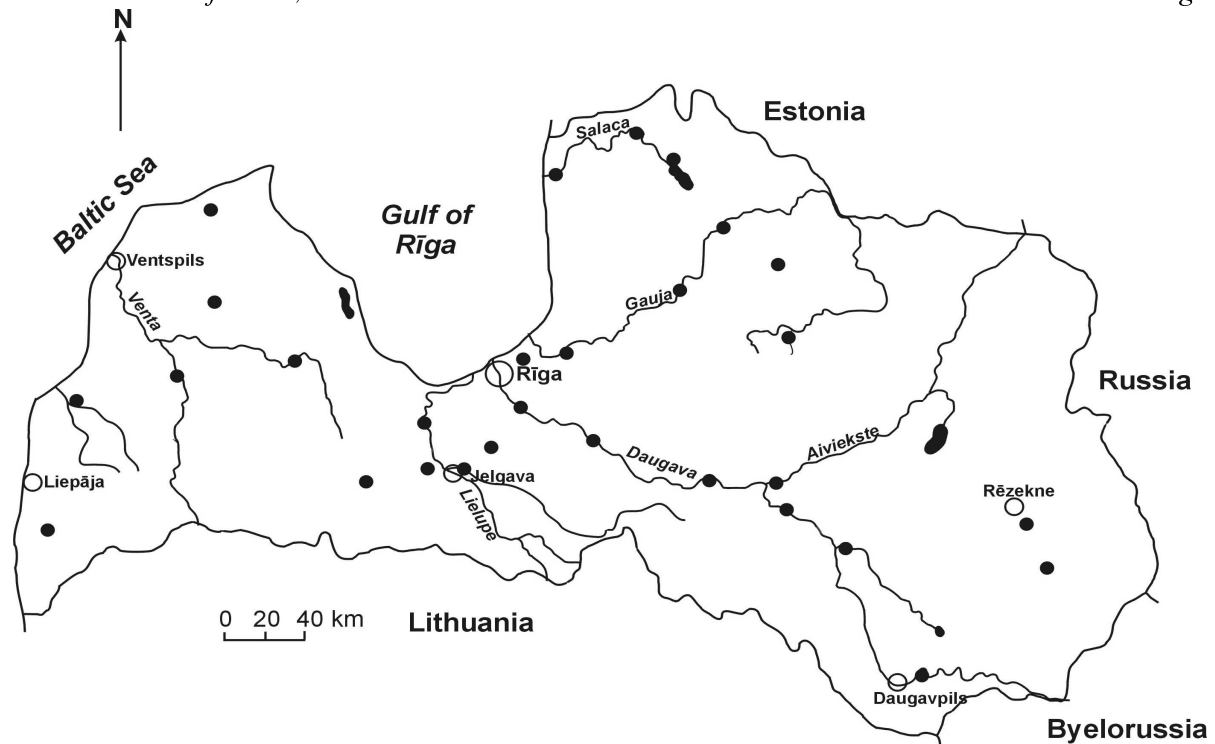 N
Estonia
Salaca
Baltic Sea
Gulf of
Rīga
Ventspils
Venta
Gauja
Rīga
Russia
Aiviekste
Daugava
Liepāja
Jelgava
Rēzekne
Lielupe
0 20 40 km
Lithuania
Daugavpils
Byelorussia